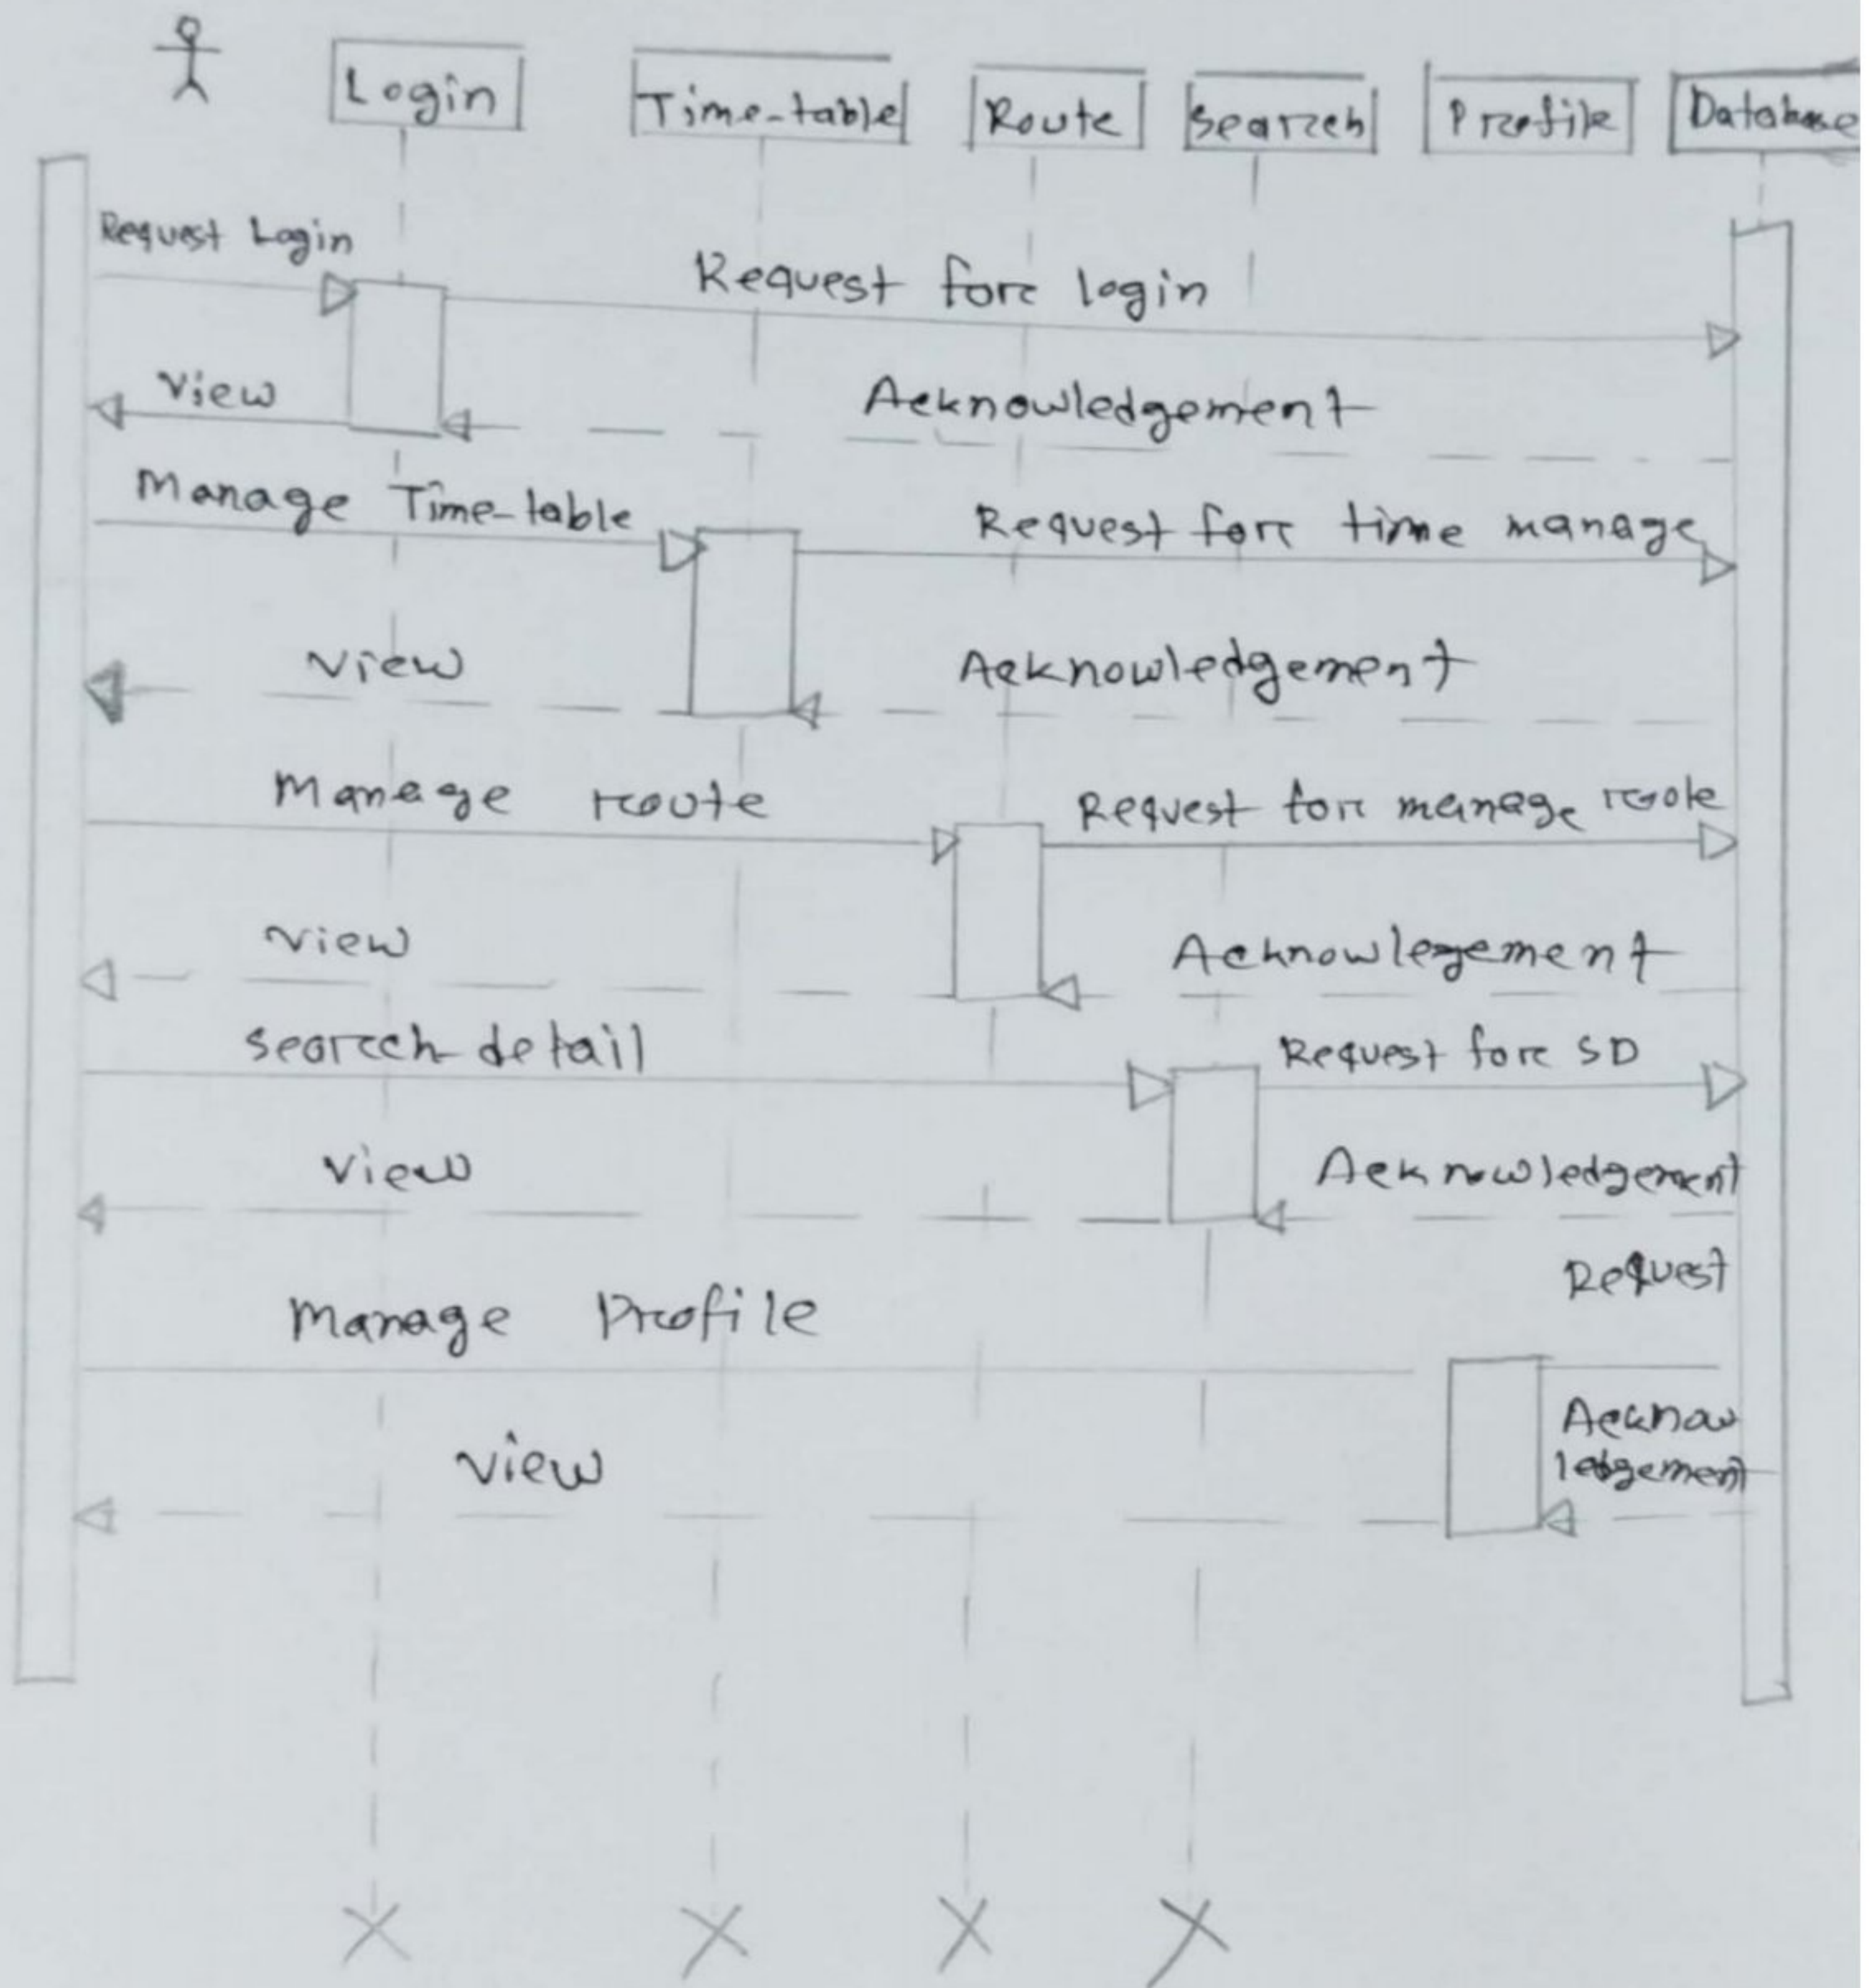 Login
Time-table
Route
Search
Profile
Database
Request Login
Request for login
View
Acknowledgement
Manage Time-table
Request for time manage
View
Acknowledgement
Manage route
Request for manage route
View
Acknowlegement
Search detail
Request for SD
View
Acknowledgement
Request
Manage Profile
Acknow
ledgement
View